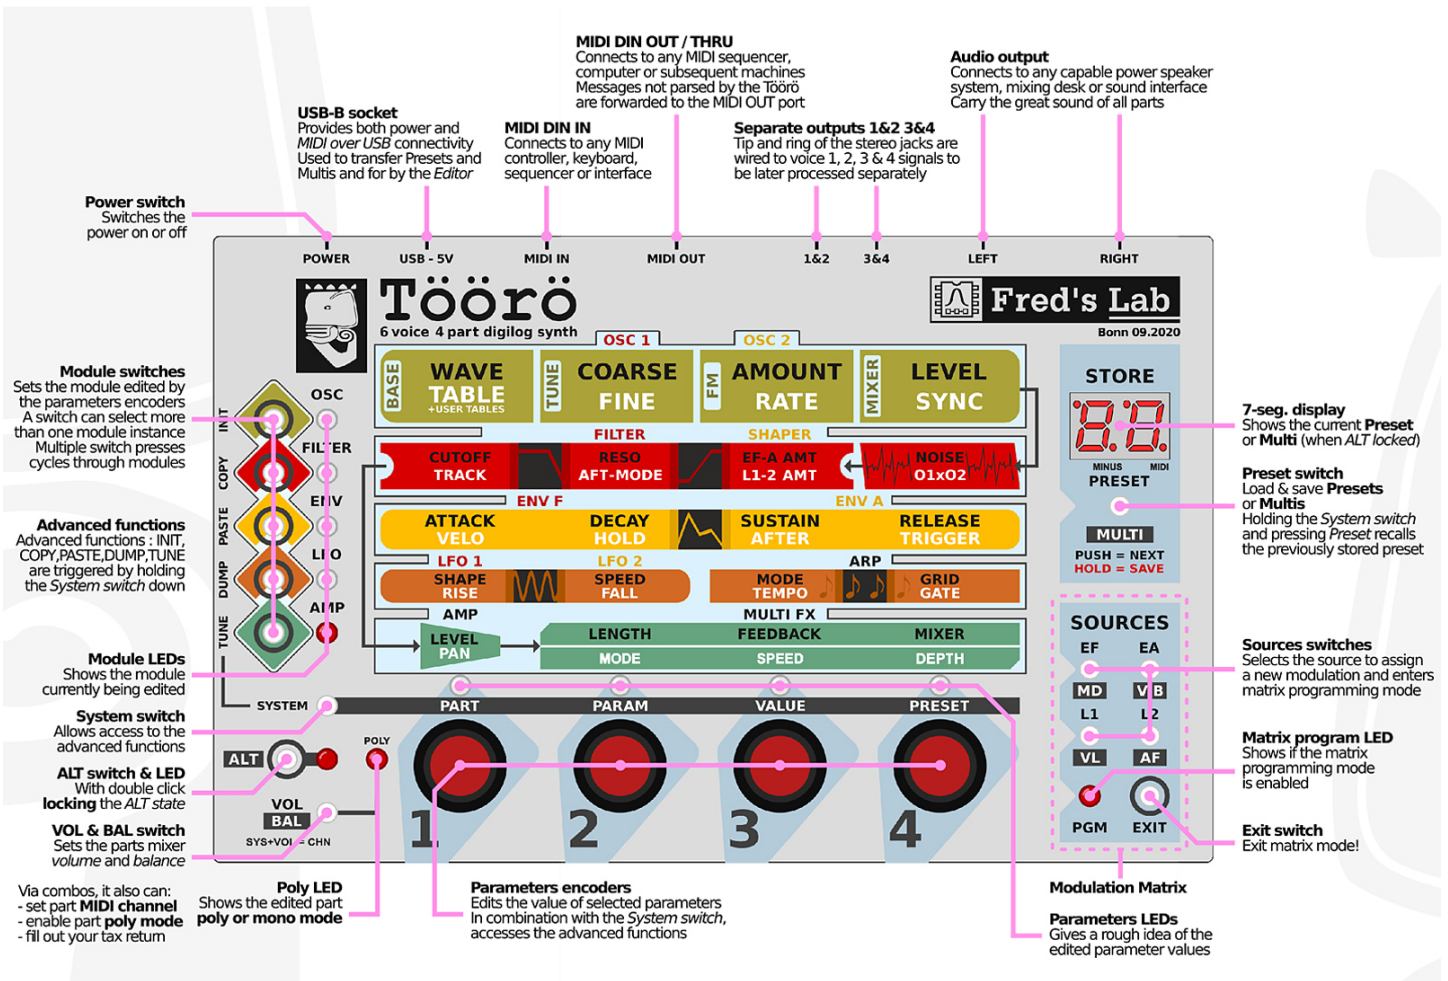 MIDI DIN OUT / THRU
Connects to any MIDI sequencer,
computer or subsequent machines
Messages not parsed by the Töörö
are forwarded to the MIDI OUT port
Audio output
Connects to any capable power speaker
system, mixing desk or sound interface
Carry the great sound of all parts
USB-B socket
Provides both power and
MIDI over USB connectivity
Used to transfer Presets and
Multis and for by the Editor
MIDI DIN IN
Connects to any MIDI
controller, keyboard,
sequencer or interface
Separate outputs 1&2 3&4
Tip and ring of the stereo jacks are
wired to voice 1, 2, 3 & 4 signals to
be later processed separately
Power switch
Switches the
power on or off
POWER
USB - 5V
MIDI IN
MIDI OUT
1&2
3&4
LEFT
RIGHT
Töörö
6 voice 4 part digilog synth
Fred's Lab
Bonn 09.2020
OSC 1
OSC 2
BASE
WAVE
TABLE
+USER TABLES
TUNE
COARSE
FINE
FM
AMOUNT
RATE
MIXER
LEVEL
SYNC
FILTER
SHAPER
CUTOFF
TRACK
RESO
AFT-MODE
EF-A AMT
L1-2 AMT
NOISE
O1xO2
ENV F
ENV A
ATTACK
VELO
DECAY
HOLD
SUSTAIN
AFTER
RELEASE
TRIGGER
LFO 1
LFO 2
ARP
SHAPE
RISE
SPEED
FALL
MODE
TEMPO
GRID
GATE
AMP
MULTI FX
LEVEL
PAN
LENGTH
MODE
FEEDBACK
SPEED
MIXER
DEPTH
PART
PARAM
VALUE
PRESET
1
2
3
4
Module switches
Sets the module edited by
the parameters encoders
A switch can select more
than one module instance
Multiple switch presses
cycles through modules
Advanced functions
Advanced functions : INIT,
COPY,PASTE,DUMP,TUNE
are triggered by holding
the System switch down
Module LEDs
Shows the module
currently being edited
System switch
Allows access to the
advanced functions
ALT switch & LED
With double click
locking the ALT state
VOL & BAL switch
Sets the parts mixer
volume and balance
Via combos, it also can:
- set part MIDI channel
- enable part poly mode
- fill out your tax return
INIT
COPY
PASTE
DUMP
TUNE
OSC
FILTER
ENV
LFO
AMP
SYSTEM
ALT
POLY
VOL
BAL
SYS+VOL = CHN
Poly LED
Shows the edited part
poly or mono mode
Parameters encoders
Edits the value of selected parameters
In combination with the System switch,
accesses the advanced functions
STORE
8.8.
MINUS
MIDI
PRESET
MULTI
PUSH = NEXT
HOLD = SAVE
SOURCES
EF
EA
MD
VIB
L1
L2
VL
AF
PGM
EXIT
7-seg. display
Shows the current Preset
or Multi (when ALT locked)
Preset switch
Load & save Presets
or Multis
Holding the System switch
and pressing Preset recalls
the previously stored preset
Sources switches
Selects the source to assign
a new modulation and enters
matrix programming mode
Matrix program LED
Shows if the matrix
programming mode
is enabled
Exit switch
Exit matrix mode!
Modulation Matrix
Parameters LEDs
Gives a rough idea of the
edited parameter values